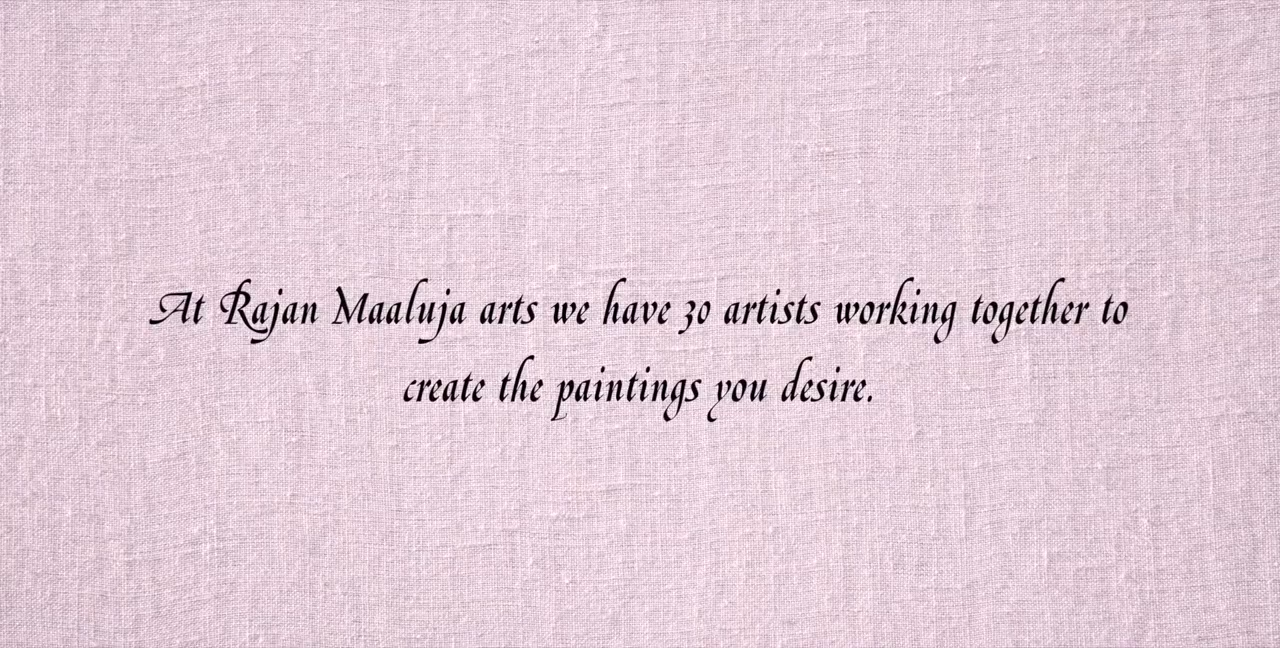 At Rajan Maaluja arts we have 30 artists working together to
create the paintings you desire.